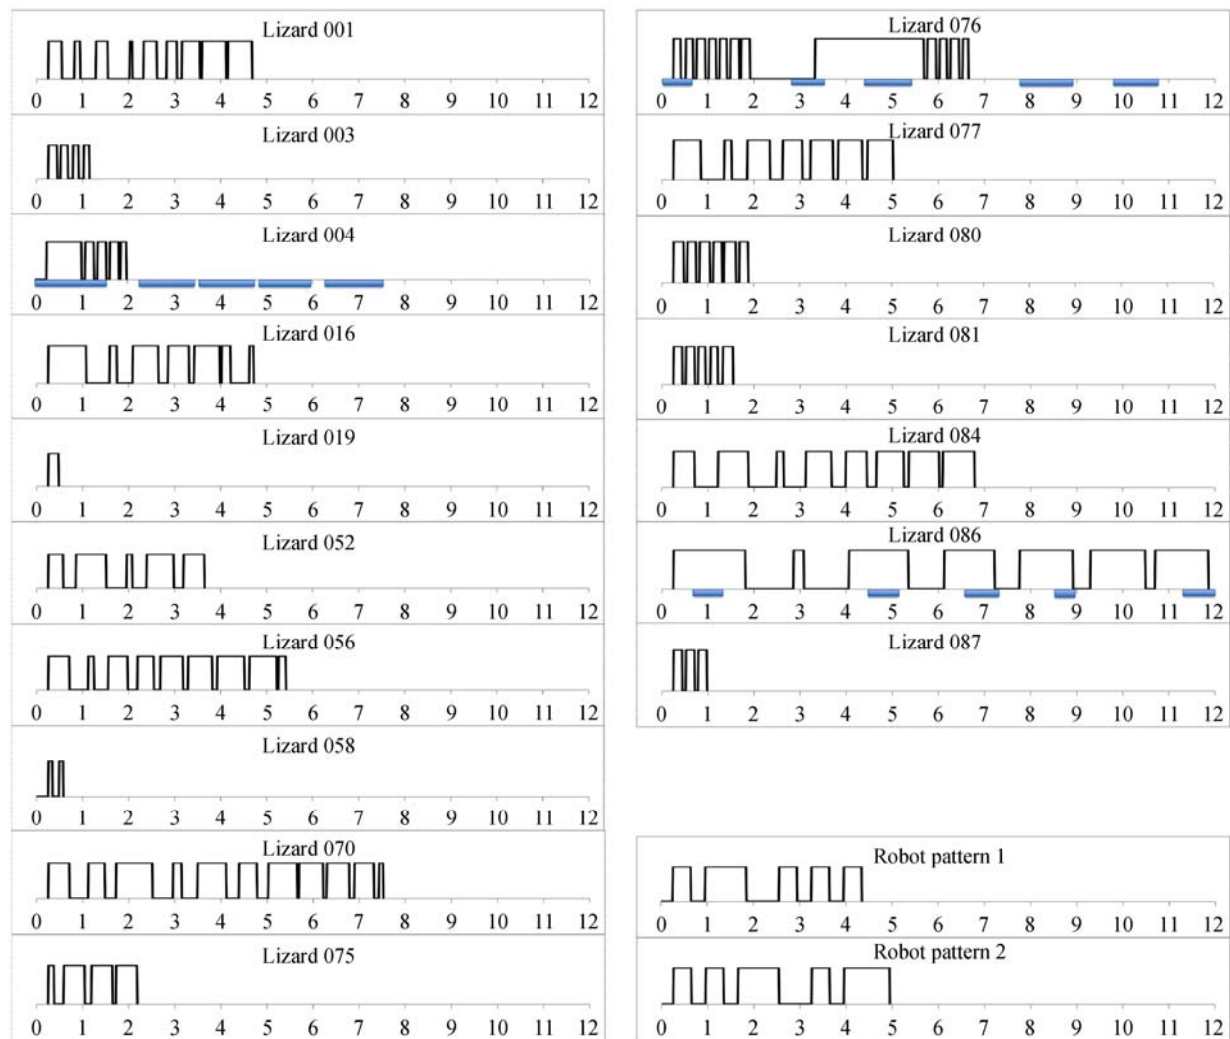 Lizard 001
0 1 2 3 4 5 6 7 8 9 10 11 12
Lizard 003
0 1 2 3 4 5 6 7 8 9 10 11 12
Lizard 004
0 1 2 3 4 5 6 7 8 9 10 11 12
Lizard 016
0 1 2 3 4 5 6 7 8 9 10 11 12
Lizard 019
0 1 2 3 4 5 6 7 8 9 10 11 12
Lizard 052
0 1 2 3 4 5 6 7 8 9 10 11 12
Lizard 056
0 1 2 3 4 5 6 7 8 9 10 11 12
Lizard 058
0 1 2 3 4 5 6 7 8 9 10 11 12
Lizard 070
0 1 2 3 4 5 6 7 8 9 10 11 12
Lizard 075
0 1 2 3 4 5 6 7 8 9 10 11 12
Lizard 076
0 1 2 3 4 5 6 7 8 9 10 11 12
Lizard 077
0 1 2 3 4 5 6 7 8 9 10 11 12
Lizard 080
0 1 2 3 4 5 6 7 8 9 10 11 12
Lizard 081
0 1 2 3 4 5 6 7 8 9 10 11 12
Lizard 084
0 1 2 3 4 5 6 7 8 9 10 11 12
Lizard 086
0 1 2 3 4 5 6 7 8 9 10 11 12
Lizard 087
0 1 2 3 4 5 6 7 8 9 10 11 12
Robot pattern 1
0 1 2 3 4 5 6 7 8 9 10 11 12
Robot pattern 2
0 1 2 3 4 5 6 7 8 9 10 11 12